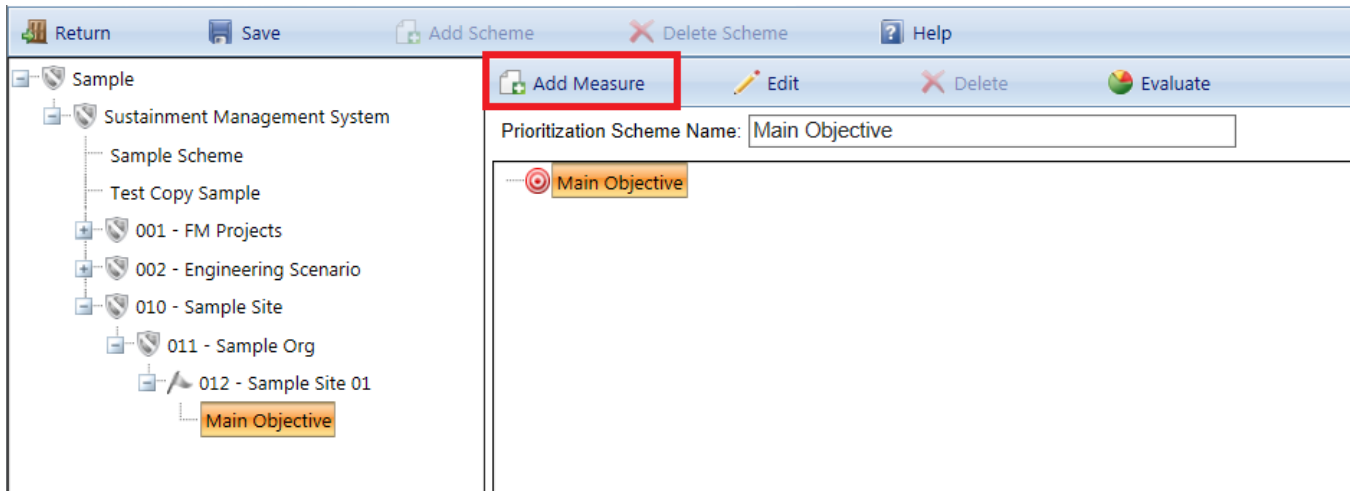 Return Save Add Scheme Delete Scheme Help
Sample
Sustainment Management System
Sample Scheme
Test Copy Sample
001 - FM Projects
002 - Engineering Scenario
010 - Sample Site
011 - Sample Org
012 - Sample Site 01
Main Objective
Add Measure Edit Delete Evaluate
Prioritization Scheme Name: Main Objective
Main Objective